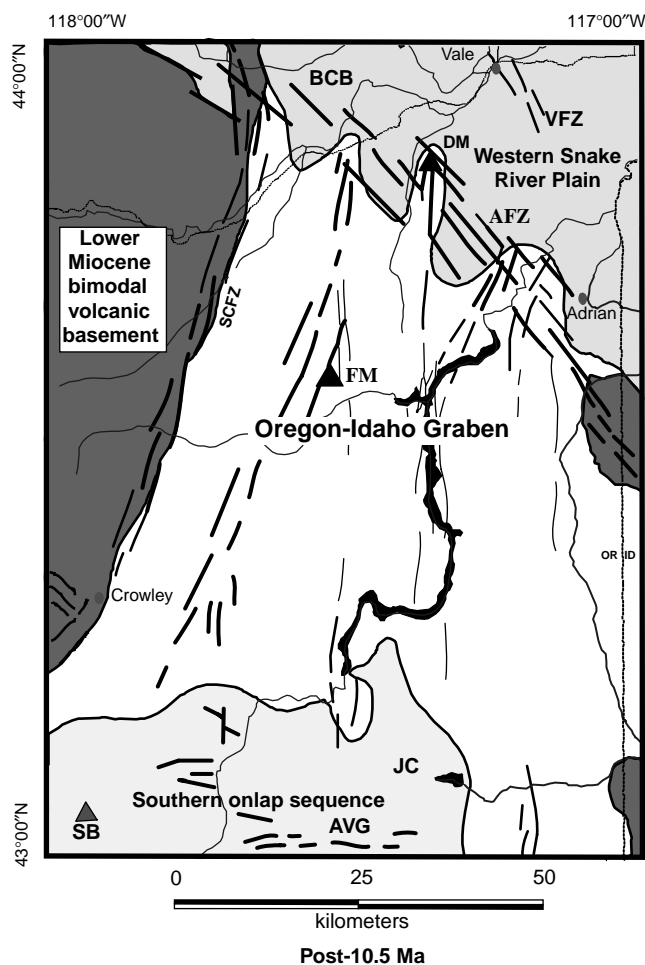 118°00"W
117°00"W
44°00"N
Vale
BCB
VFZ
DM
Western Snake
River Plain
AFZ
Lower
Miocene
bimodal
volcanic
basement
SCFZ
Adrian
FM
Oregon-Idaho Graben
OR ID
Crowley
JC
Southern onlap sequence
SB
AVG
43°00"N
0
25
50
kilometers
Post-10.5 Ma